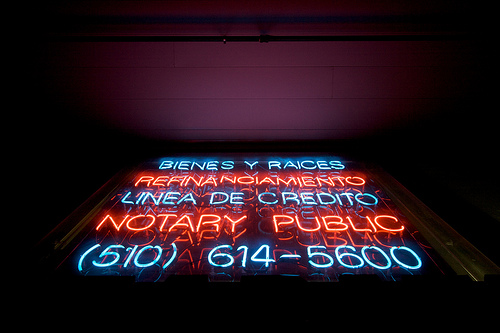 BIENES Y RAICES
REFINANCIAMIENTO
LINEA DE CREDITO
NOTARY PUBLIC
(510) 614-5600